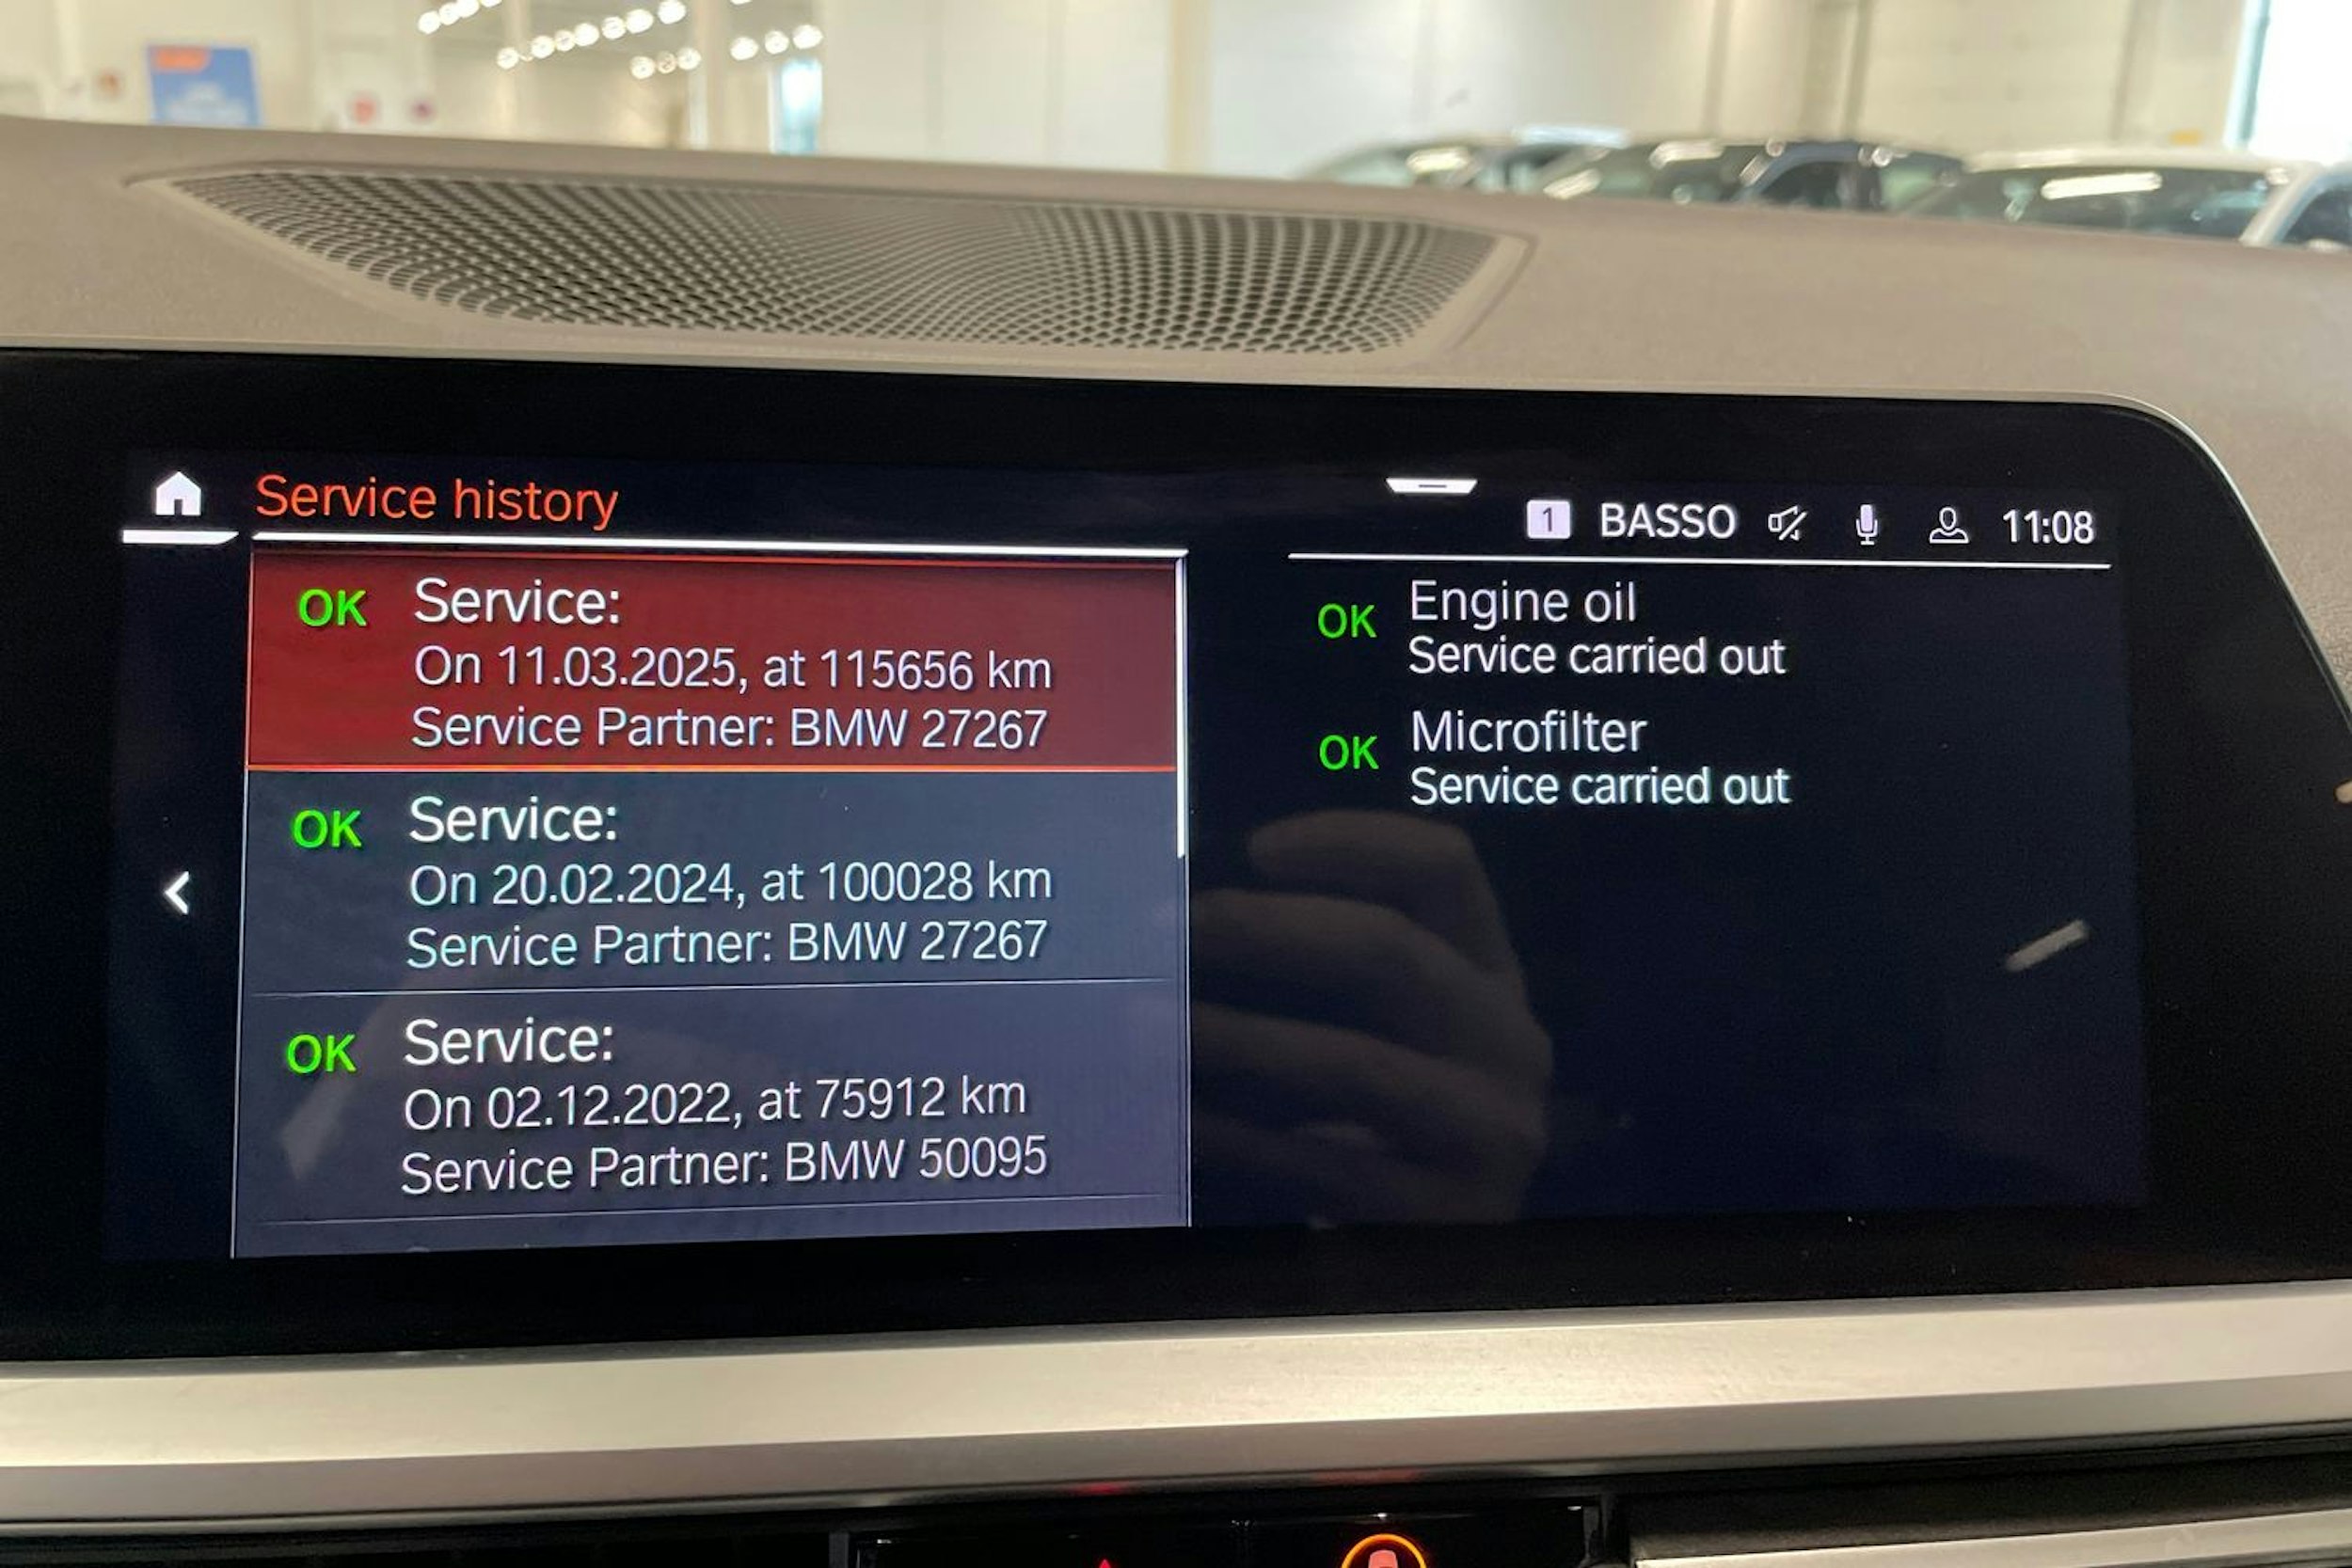 Service history
1 BASSO 11:08
OK Service:
On 11.03.2025, at 115656 km
Service Partner: BMW 27267
OK Service:
On 20.02.2024, at 100028 km
Service Partner: BMW 27267
OK Service:
On 02.12.2022, at 75912 km
Service Partner: BMW 50095
OK Engine oil
Service carried out
OK Microfilter
Service carried out